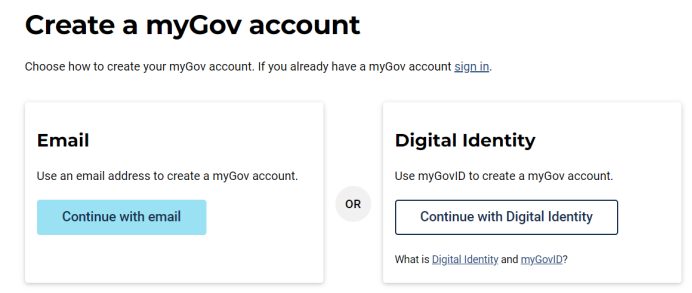 Create a myGov account
Choose how to create your myGov account. If you already have a myGov account sign in.
Email
Use an email address to create a myGov account.
Continue with email
OR
Digital Identity
Use myGovID to create a myGov account.
Continue with Digital Identity
What is Digital Identity and myGovID?